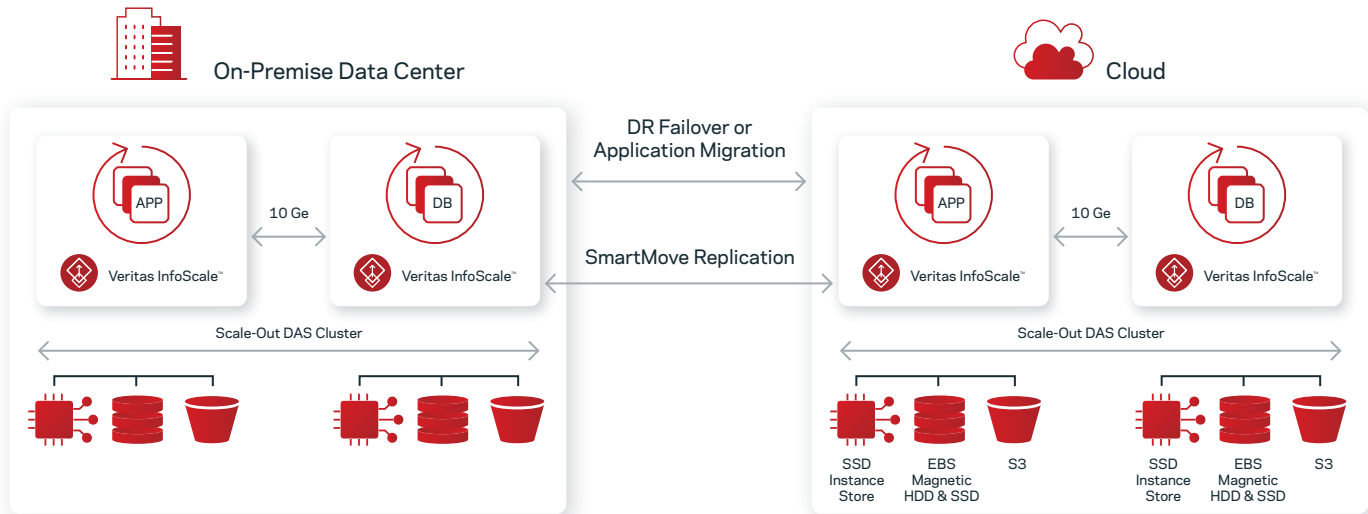 On-Premise Data Center
Cloud
APP
Veritas InfoScale™
10 Ge
DB
Veritas InfoScale™
Scale-Out DAS Cluster
DR Failover or
Application Migration
SmartMove Replication
APP
Veritas InfoScale™
10 Ge
DB
Veritas InfoScale™
Scale-Out DAS Cluster
SSD
Instance
Store
EBS
Magnetic
HDD & SSD
S3
SSD
Instance
Store
EBS
Magnetic
HDD & SSD
S3